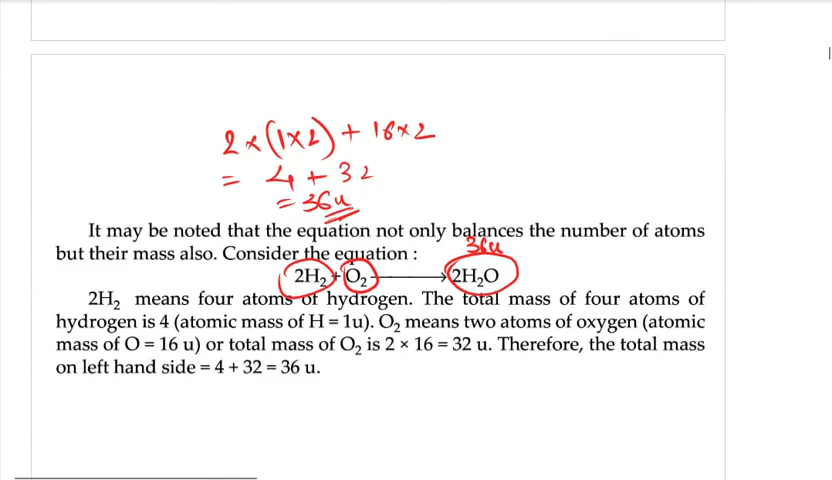 2 × (1 × 2) + 16 × 2
= 4 + 32
= 36u
It may be noted that the equation not only balances the number of atoms
but their mass also. Consider the equation :
36u
2H₂ + O₂ ⟶ 2H₂O
2H₂ means four atoms of hydrogen. The total mass of four atoms of
hydrogen is 4 (atomic mass of H = 1u). O₂ means two atoms of oxygen (atomic
mass of O = 16 u) or total mass of O₂ is 2 × 16 = 32 u. Therefore, the total mass
on left hand side = 4 + 32 = 36 u.